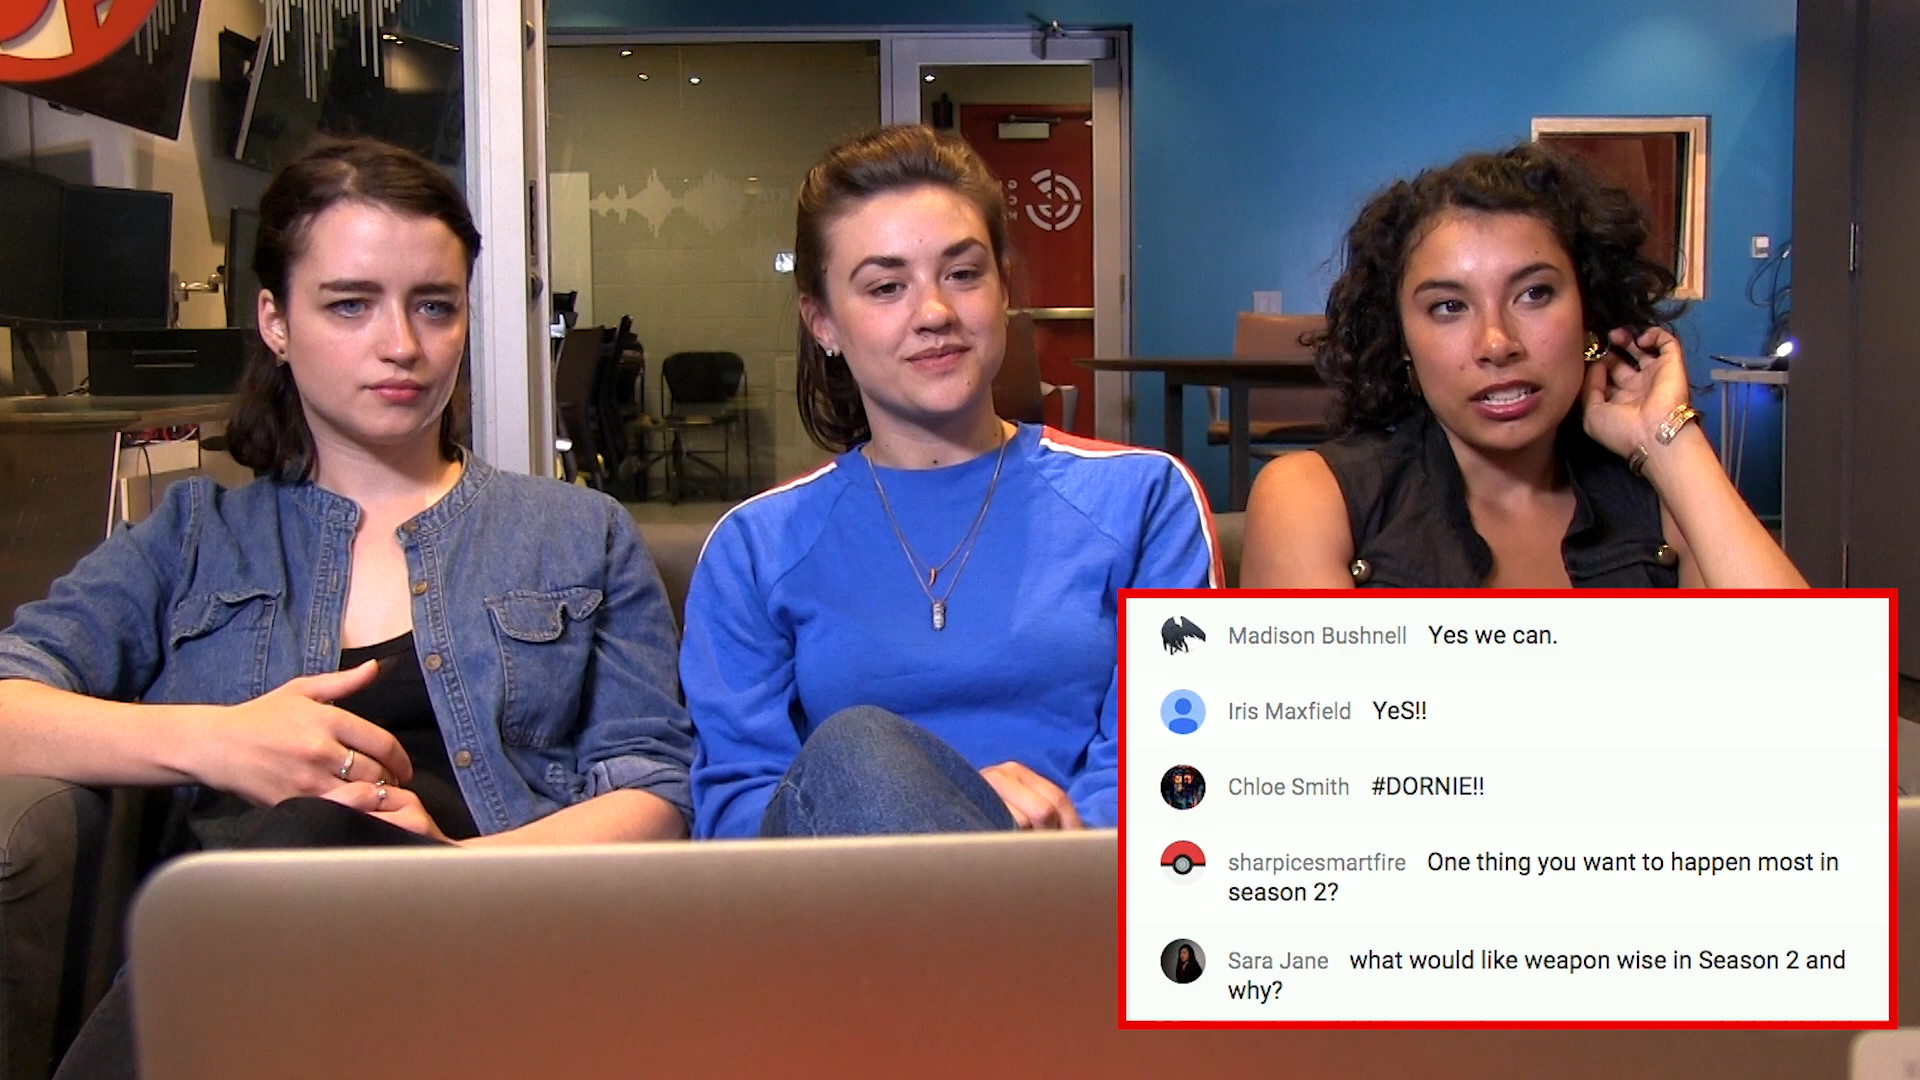 Madison Bushnell Yes we can.
Iris Maxfield YeS!!
Chloe Smith #DORNIE!!
sharpicesmartfire One thing you want to happen most in
season 2?
Sara Jane what would like weapon wise in Season 2 and
why?